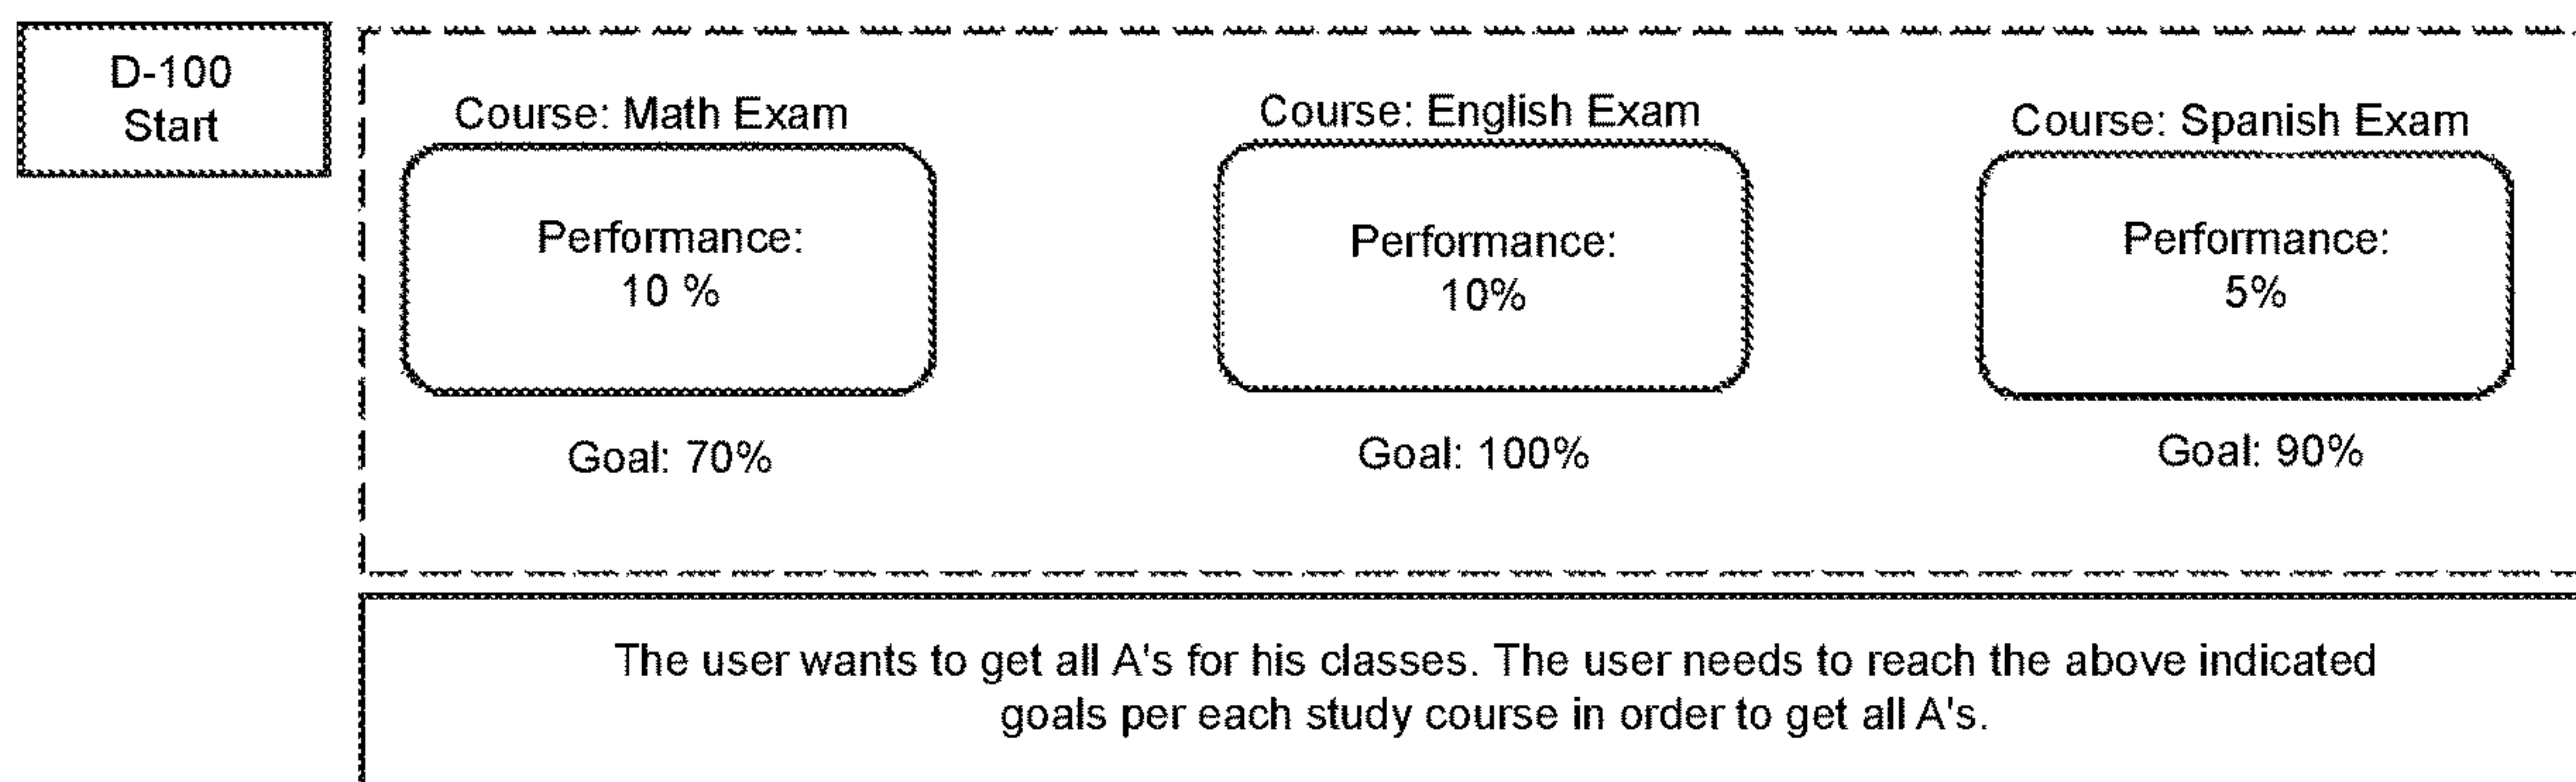 D-100
Start
Course: Math Exam
Performance:
10 %
Goal: 70%
Course: English Exam
Performance:
10%
Goal: 100%
Course: Spanish Exam
Performance:
5%
Goal: 90%
The user wants to get all A's for his classes. The user needs to reach the above indicated
goals per each study course in order to get all A's.